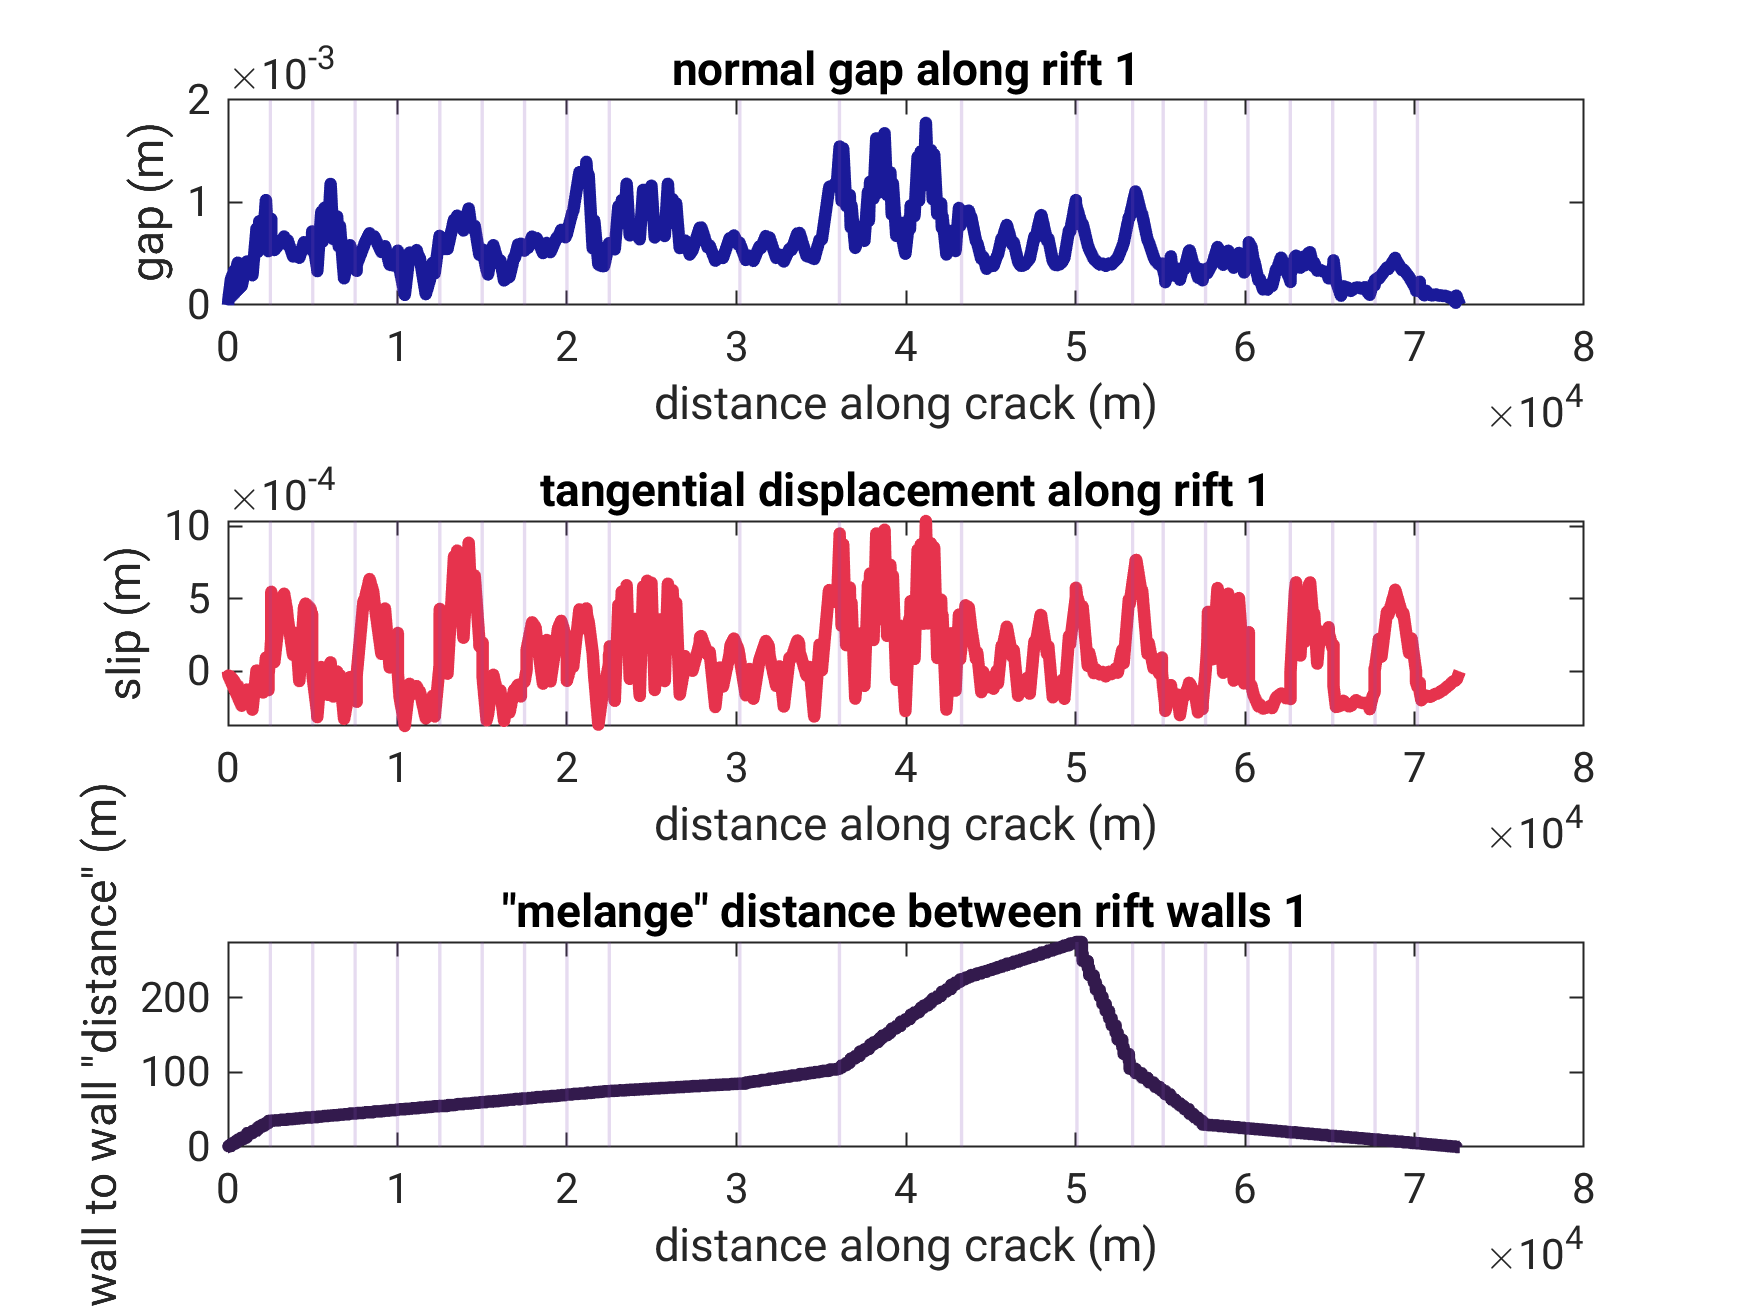 ×10-3
normal gap along rift 1
gap (m)
2
1
0
0 1 2 3 4 5 6 7 8
distance along crack (m)
×104
×10-4
tangential displacement along rift 1
slip (m)
10
5
0
0 1 2 3 4 5 6 7 8
distance along crack (m)
×104
"melange" distance between rift walls 1
wall to wall "distance" (m)
200
100
0
0 1 2 3 4 5 6 7 8
distance along crack (m)
×104